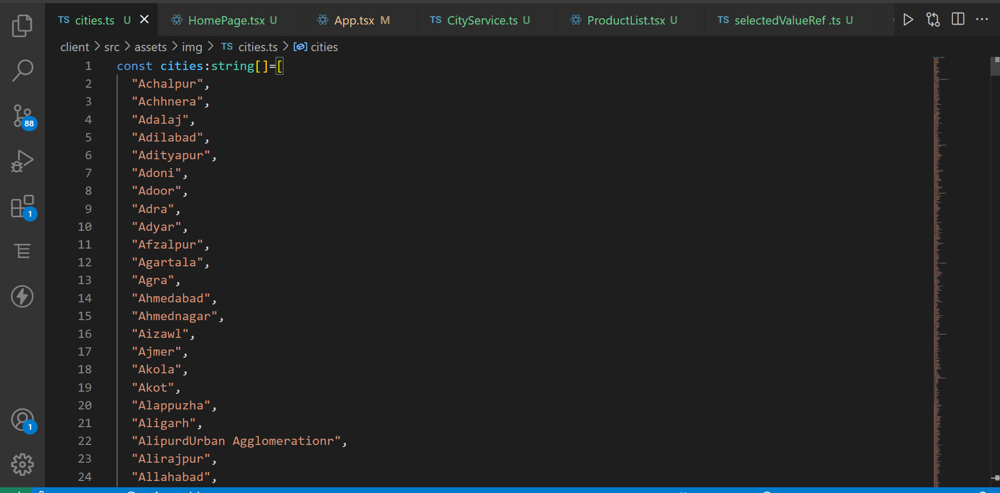 TS cities.ts U × HomePage.tsx U App.tsx M TS CityService.ts U ProductList.tsx U TS selectedValueRef .ts U
client > src > assets > img > TS cities.ts > cities
1 const cities:string[]=[
2 "Achalpur",
3 "Achhnera",
4 "Adalaj",
5 "Adilabad",
6 "Adityapur",
7 "Adoni",
8 "Adoor",
9 "Adra",
10 "Adyar",
11 "Afzalpur",
12 "Agartala",
13 "Agra",
14 "Ahmedabad",
15 "Ahmednagar",
16 "Aizawl",
17 "Ajmer",
18 "Akola",
19 "Akot",
20 "Alappuzha",
21 "Aligarh",
22 "AlipurdUrban Agglomerationr",
23 "Alirajpur",
24 "Allahabad",
88
1
1